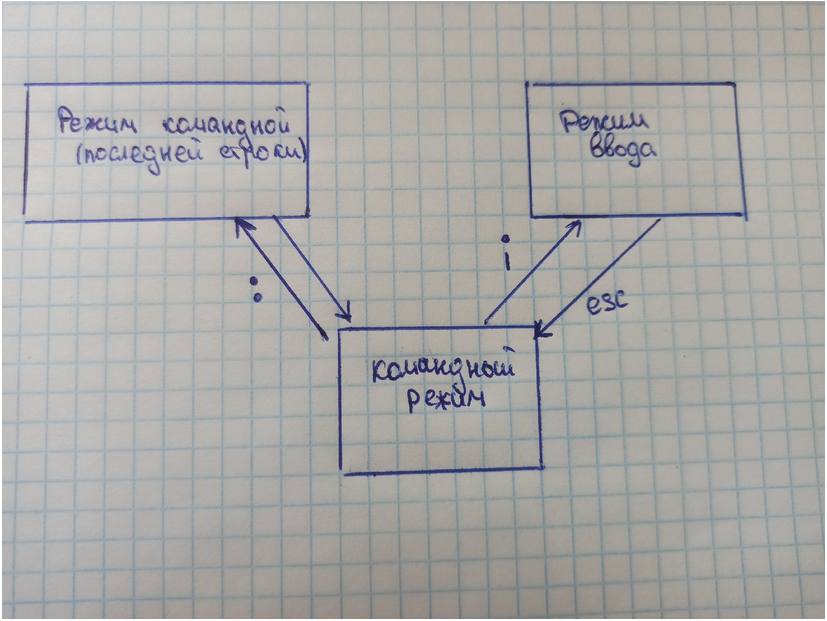 Режим командной
(последней строки)
Режим
ввода
:
i
esc
командный
режим